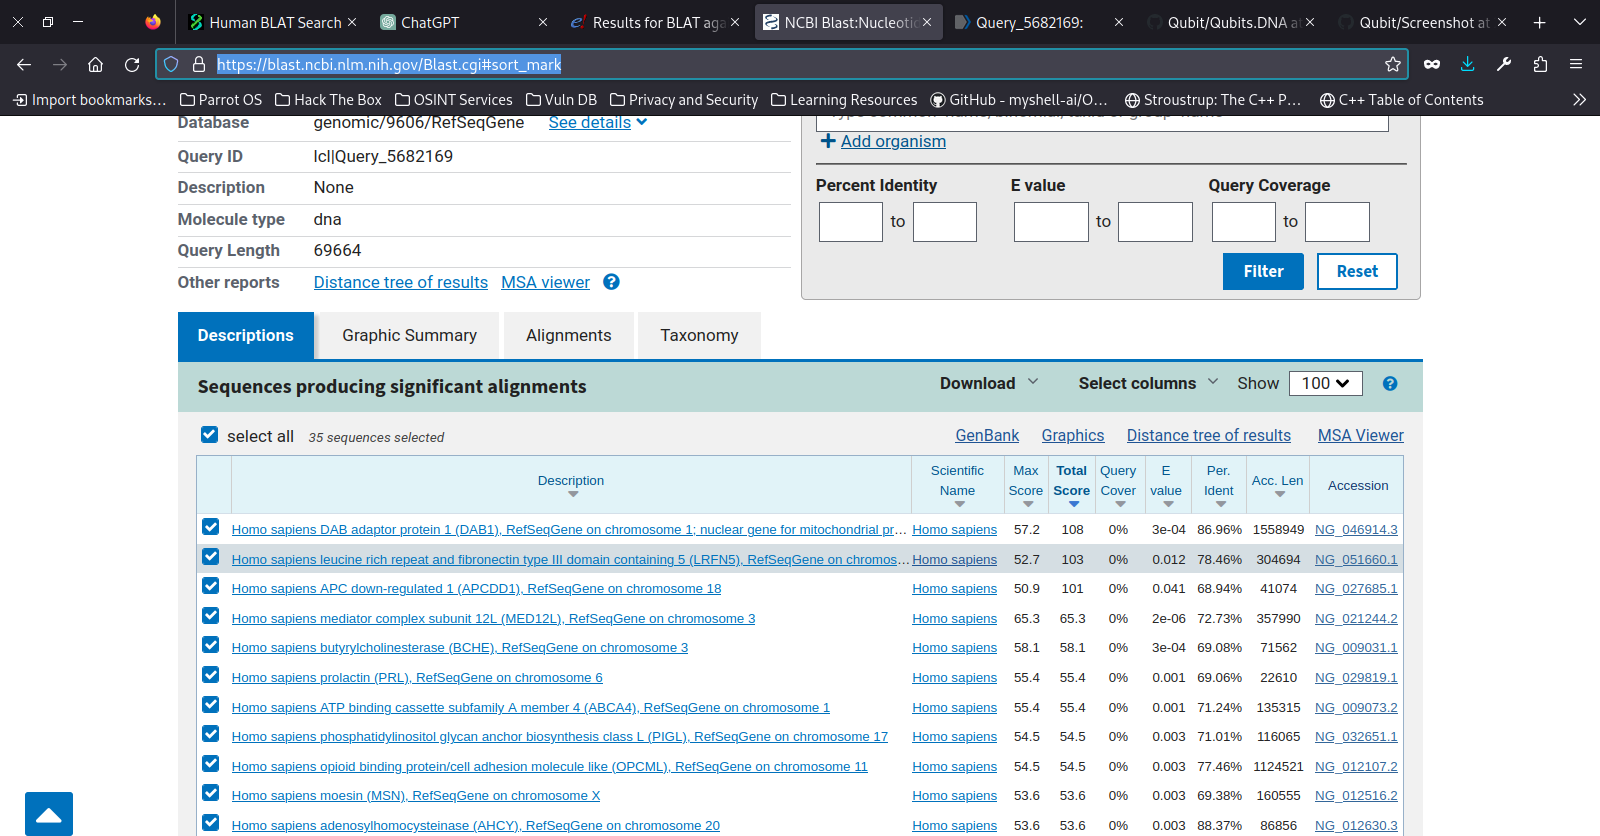 Human BLAT Search
ChatGPT
Results for BLAT aga
NCBI Blast:Nucleotic
Query_5682169:
Qubit/Qubits.DNA at
Qubit/Screenshot at
https://blast.ncbi.nlm.nih.gov/Blast.cgi#sort_mark
Import bookmarks…
Parrot OS
Hack The Box
OSINT Services
Vuln DB
Privacy and Security
Learning Resources
GitHub - myshell-ai/O…
Stroustrup: The C++ P…
C++ Table of Contents
Database genomic/9606/RefSeqGene See details
Query ID lcl|Query_5682169
Description None
Molecule type dna
Query Length 69664
Other reports Distance tree of results MSA viewer ?
Add organism
Percent Identity E value Query Coverage
to to to
Filter Reset
Descriptions Graphic Summary Alignments Taxonomy
Sequences producing significant alignments Download Select columns Show 100 ?
select all 35 sequences selected GenBank Graphics Distance tree of results MSA Viewer
Description Scientific Name Max Score Total Score Query Cover E value Per. Ident Acc. Len Accession
Homo sapiens DAB adaptor protein 1 (DAB1), RefSeqGene on chromosome 1; nuclear gene for mitochondrial pr... Homo sapiens 57.2 108 0% 3e-04 86.96% 1558949 NG_046914.3
Homo sapiens leucine rich repeat and fibronectin type III domain containing 5 (LRFN5), RefSeqGene on chromos... Homo sapiens 52.7 103 0% 0.012 78.46% 304694 NG_051660.1
Homo sapiens APC down-regulated 1 (APCDD1), RefSeqGene on chromosome 18 Homo sapiens 50.9 101 0% 0.041 68.94% 41074 NG_027685.1
Homo sapiens mediator complex subunit 12L (MED12L), RefSeqGene on chromosome 3 Homo sapiens 65.3 65.3 0% 2e-06 72.73% 357990 NG_021244.2
Homo sapiens butyrylcholinesterase (BCHE), RefSeqGene on chromosome 3 Homo sapiens 58.1 58.1 0% 3e-04 69.08% 71562 NG_009031.1
Homo sapiens prolactin (PRL), RefSeqGene on chromosome 6 Homo sapiens 55.4 55.4 0% 0.001 69.06% 22610 NG_029819.1
Homo sapiens ATP binding cassette subfamily A member 4 (ABCA4), RefSeqGene on chromosome 1 Homo sapiens 55.4 55.4 0% 0.001 71.24% 135315 NG_009073.2
Homo sapiens phosphatidylinositol glycan anchor biosynthesis class L (PIGL), RefSeqGene on chromosome 17 Homo sapiens 54.5 54.5 0% 0.003 71.01% 116065 NG_032651.1
Homo sapiens opioid binding protein/cell adhesion molecule like (OPCML), RefSeqGene on chromosome 11 Homo sapiens 54.5 54.5 0% 0.003 77.46% 1124521 NG_012107.2
Homo sapiens moesin (MSN), RefSeqGene on chromosome X Homo sapiens 53.6 53.6 0% 0.003 69.38% 160555 NG_012516.2
Homo sapiens adenosylhomocysteinase (AHCY), RefSeqGene on chromosome 20 Homo sapiens 53.6 53.6 0% 0.003 88.37% 86856 NG_012630.3